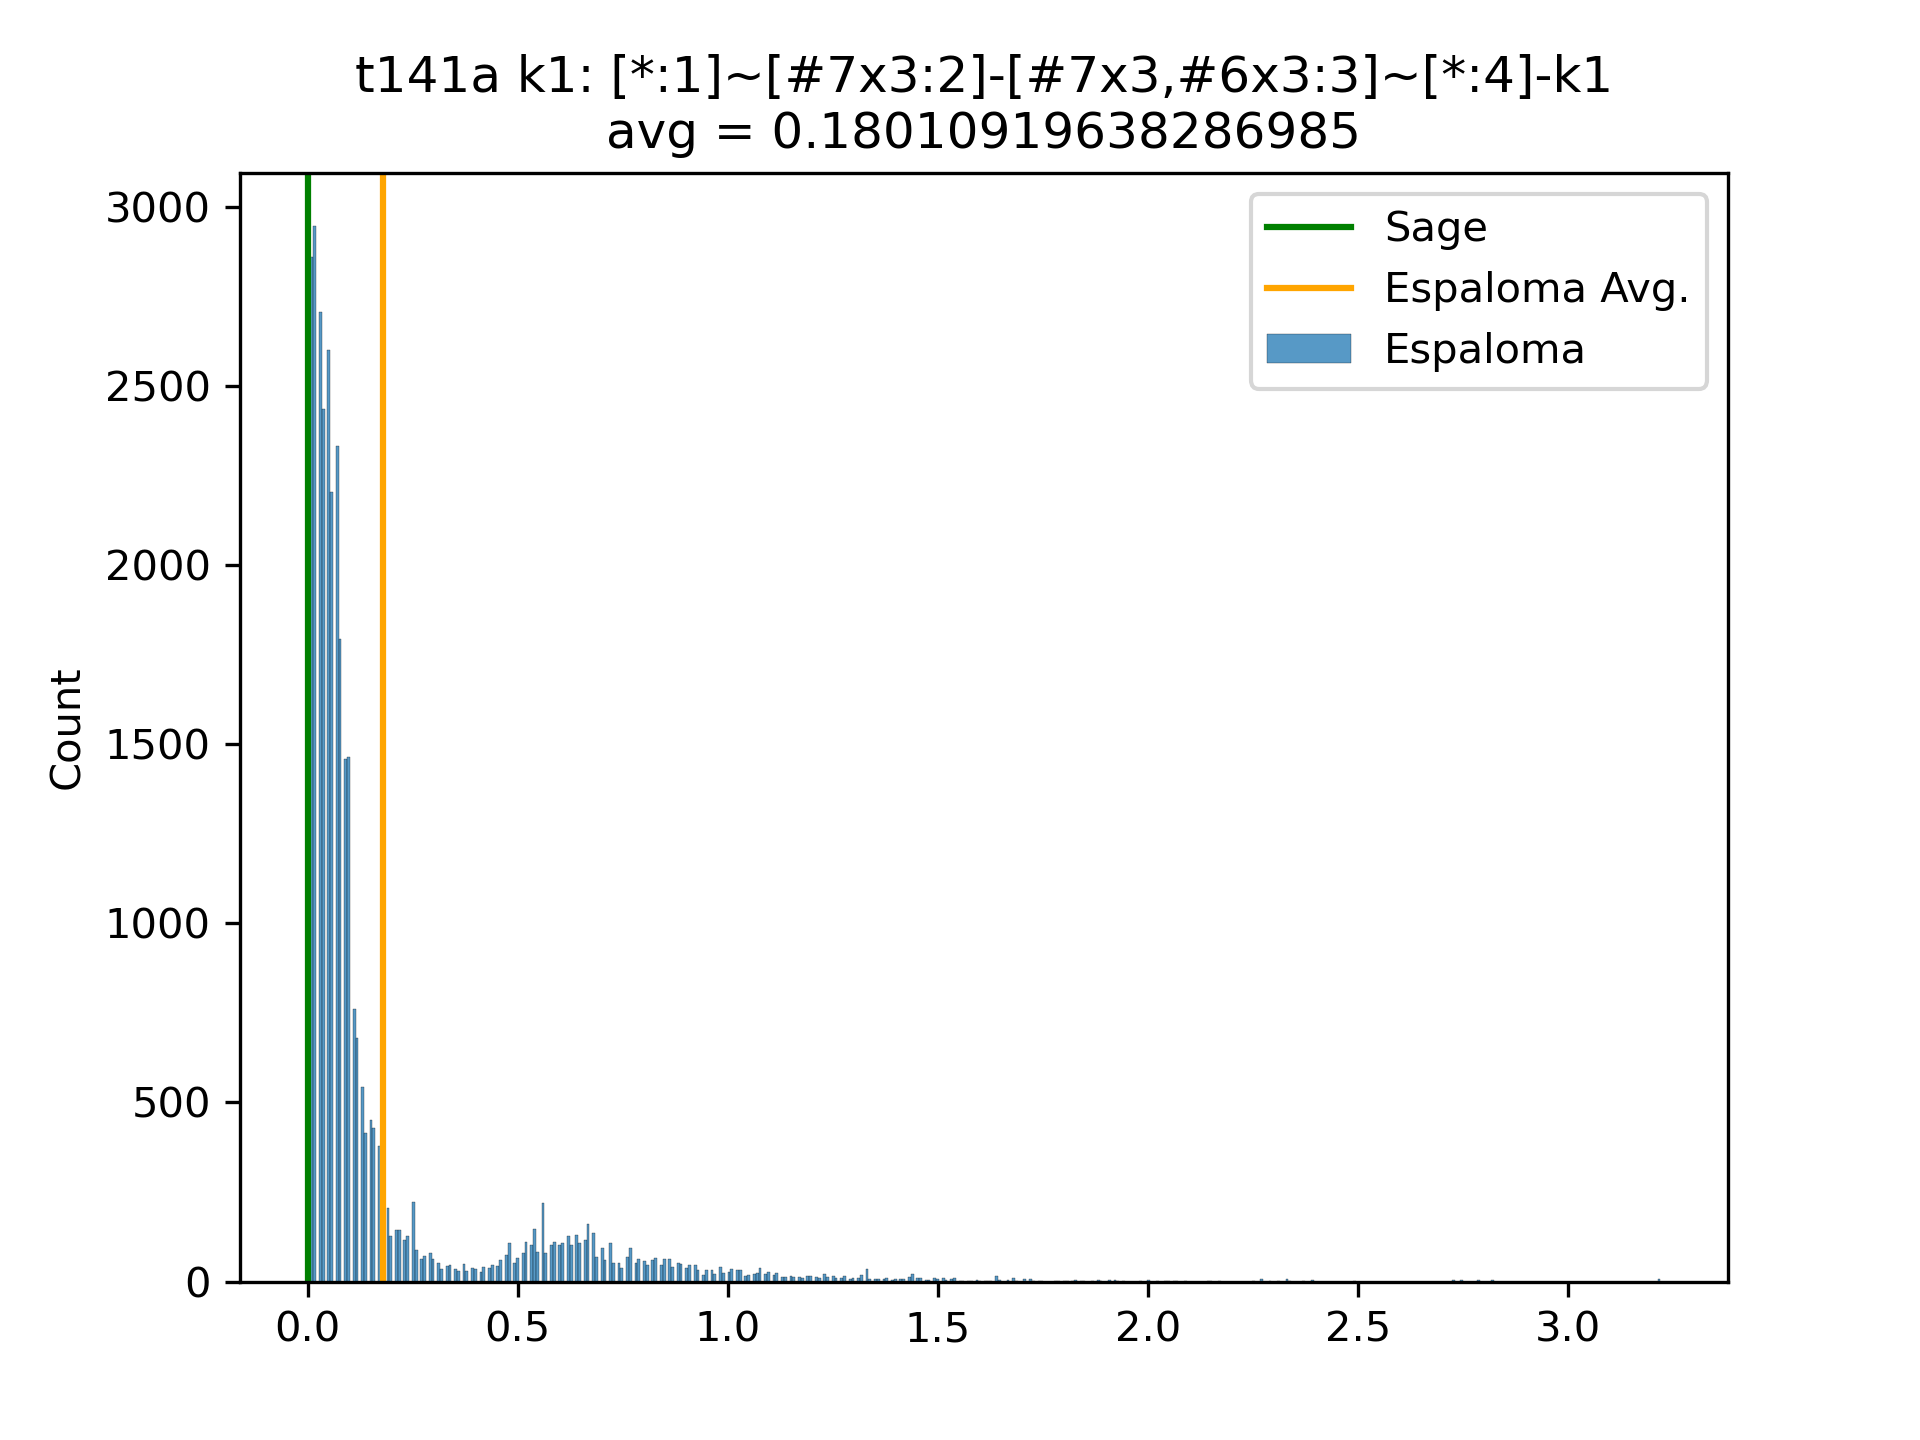 t141a k1: [*:1]~[#7x3:2]-[#7x3,#6x3:3]~[*:4]-k1
avg = 0.18010919638286985
Sage
Espaloma Avg.
Espaloma
Count
3000
2500
2000
1500
1000
500
0
0.0 0.5 1.0 1.5 2.0 2.5 3.0